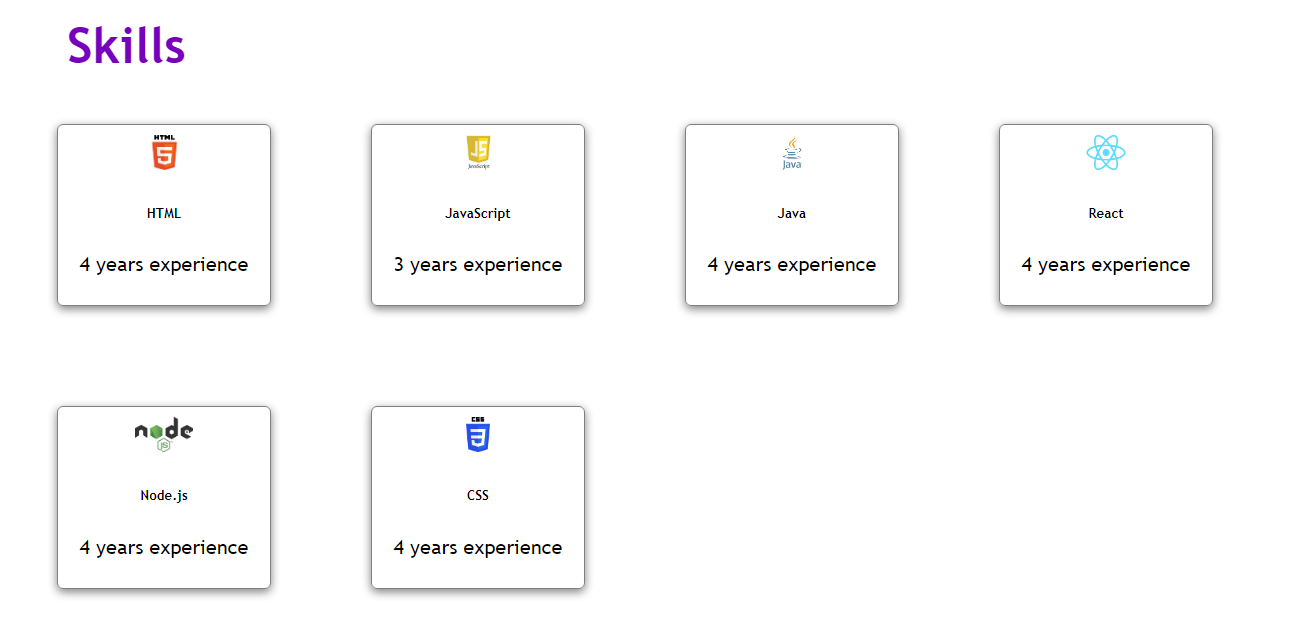 Skills
HTML
5
HTML
4 years experience
JS
JavaScript
JavaScript
3 years experience
Java
Java
4 years experience
React
4 years experience
node
JS
Node.js
4 years experience
CSS
3
CSS
4 years experience